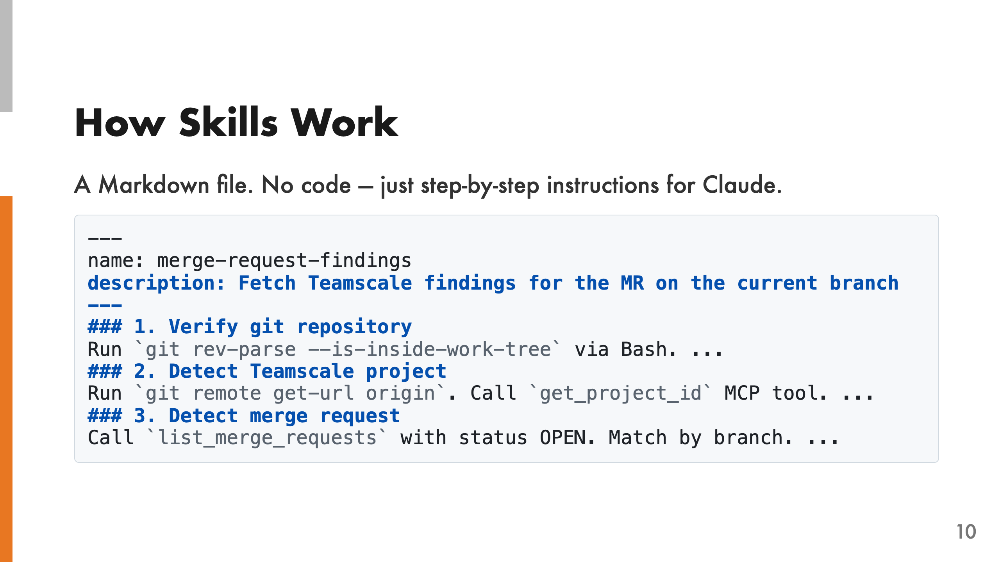 How Skills Work
A Markdown file. No code – just step-by-step instructions for Claude.
---
name: merge-request-findings
description: Fetch Teamscale findings for the MR on the current branch
---
### 1. Verify git repository
Run `git rev-parse --is-inside-work-tree` via Bash. ...
### 2. Detect Teamscale project
Run `git remote get-url origin`. Call `get_project_id` MCP tool. ...
### 3. Detect merge request
Call `list_merge_requests` with status OPEN. Match by branch. ...
10